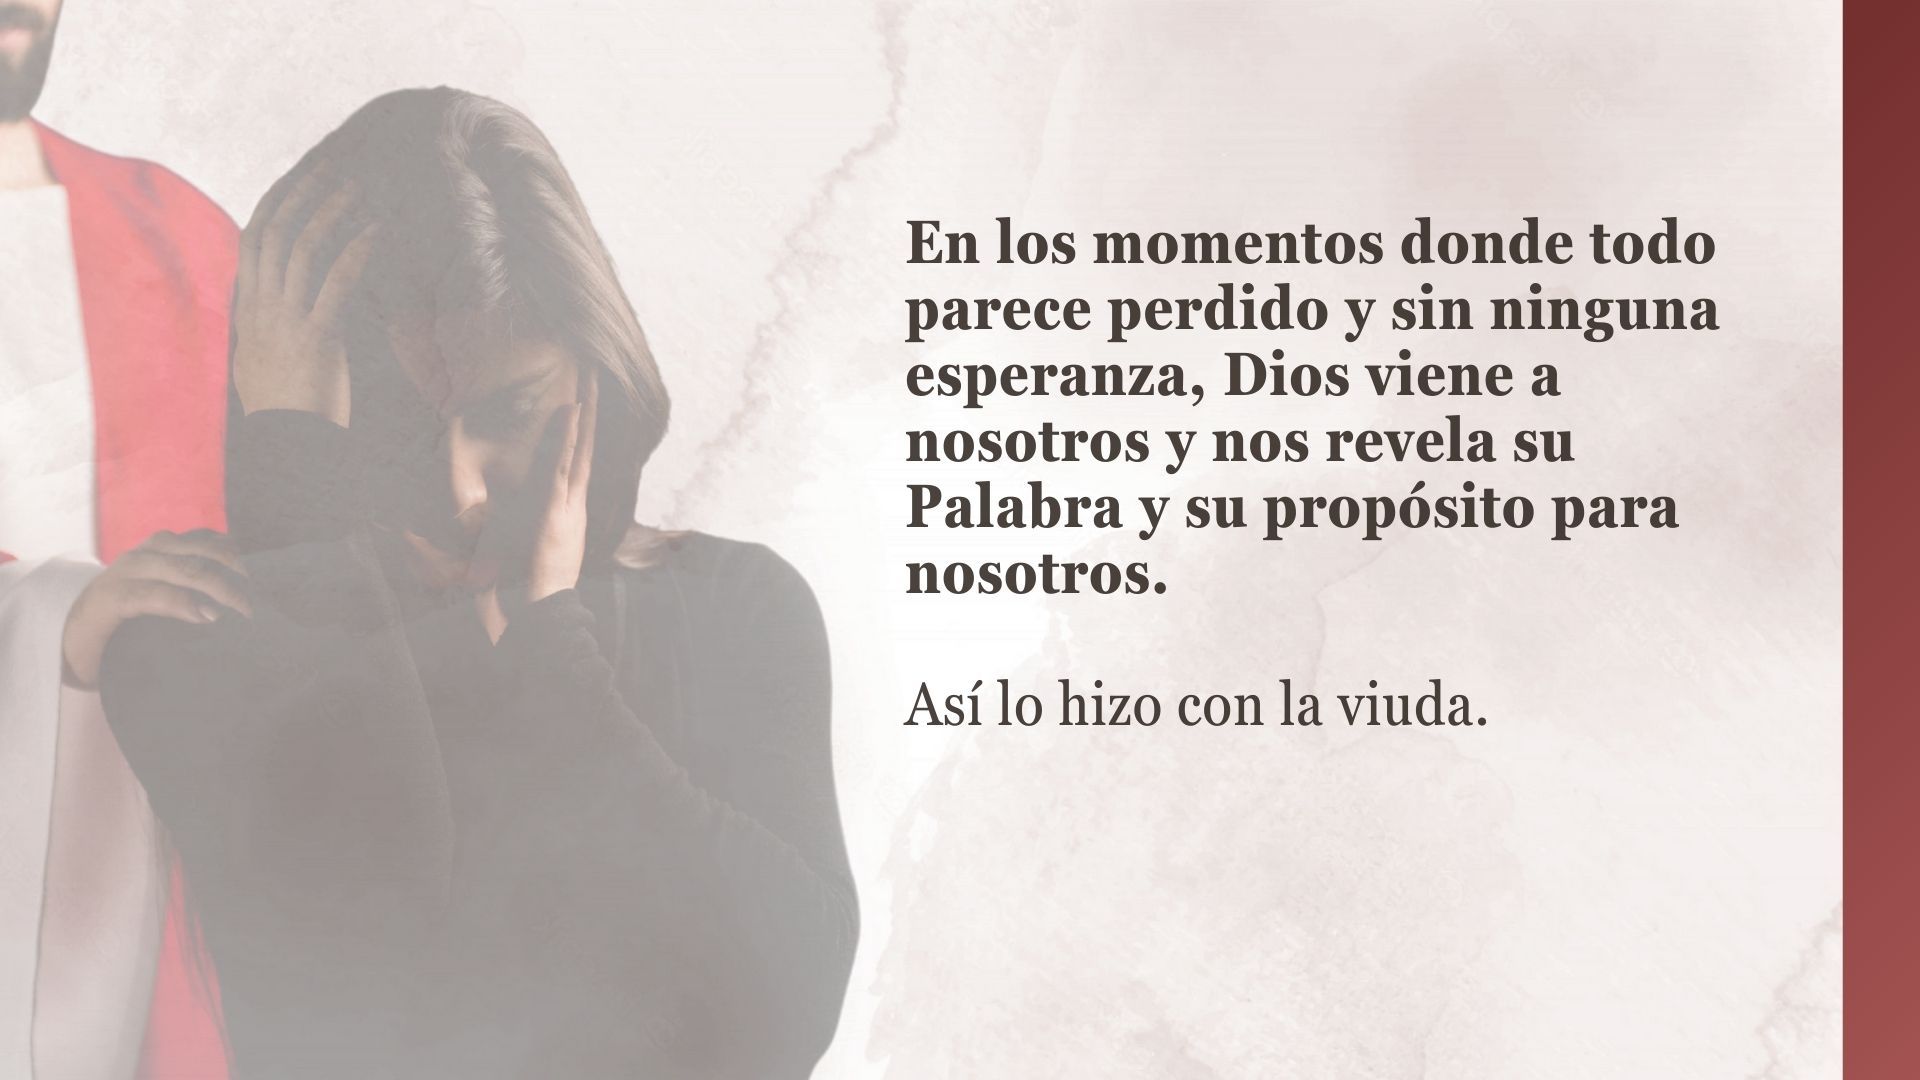 En los momentos donde todo
parece perdido y sin ninguna
esperanza, Dios viene a
nosotros y nos revela su
Palabra y su propósito para
nosotros.
Así lo hizo con la viuda.